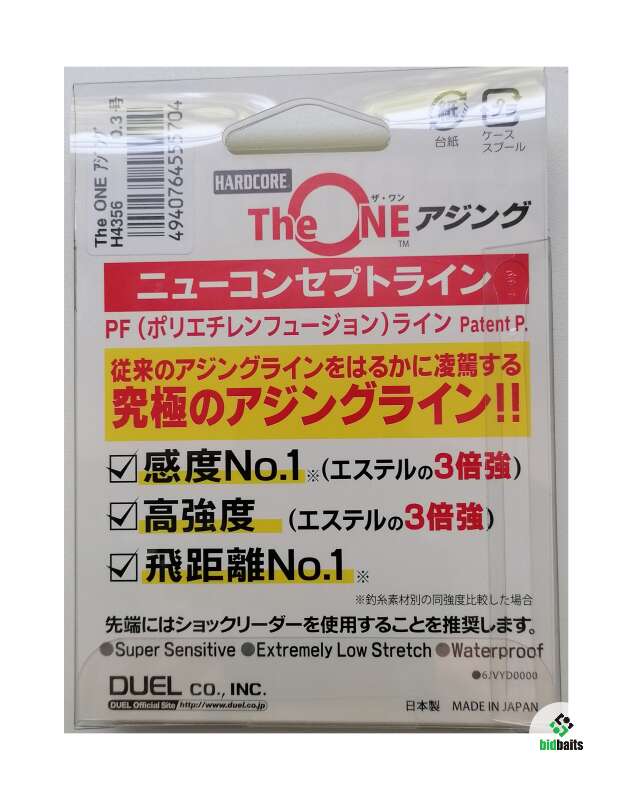 The ONE アジング 0.3号
H4356
4940764555704
台紙
ケース
スプール
HARDCORE®
ザ・ワン
The ONE™ アジング
ニューコンセプトライン
PF (ポリエチレンフュージョン)ライン Patent P.
従来のアジングラインをはるかに凌駕する
究極のアジングライン!!
感度No.1※(エステルの3倍強)
高強度 (エステルの3倍強)
飛距離No.1※
※釣糸素材別の同強度比較した場合
先端にはショックリーダーを使用することを推奨します。
●Super Sensitive ●Extremely Low Stretch ●Waterproof
●6JVYD0000
DUEL CO., INC.
DUEL Official Site http://www.duel.co.jp
日本製 MADE IN JAPAN
bidbaits